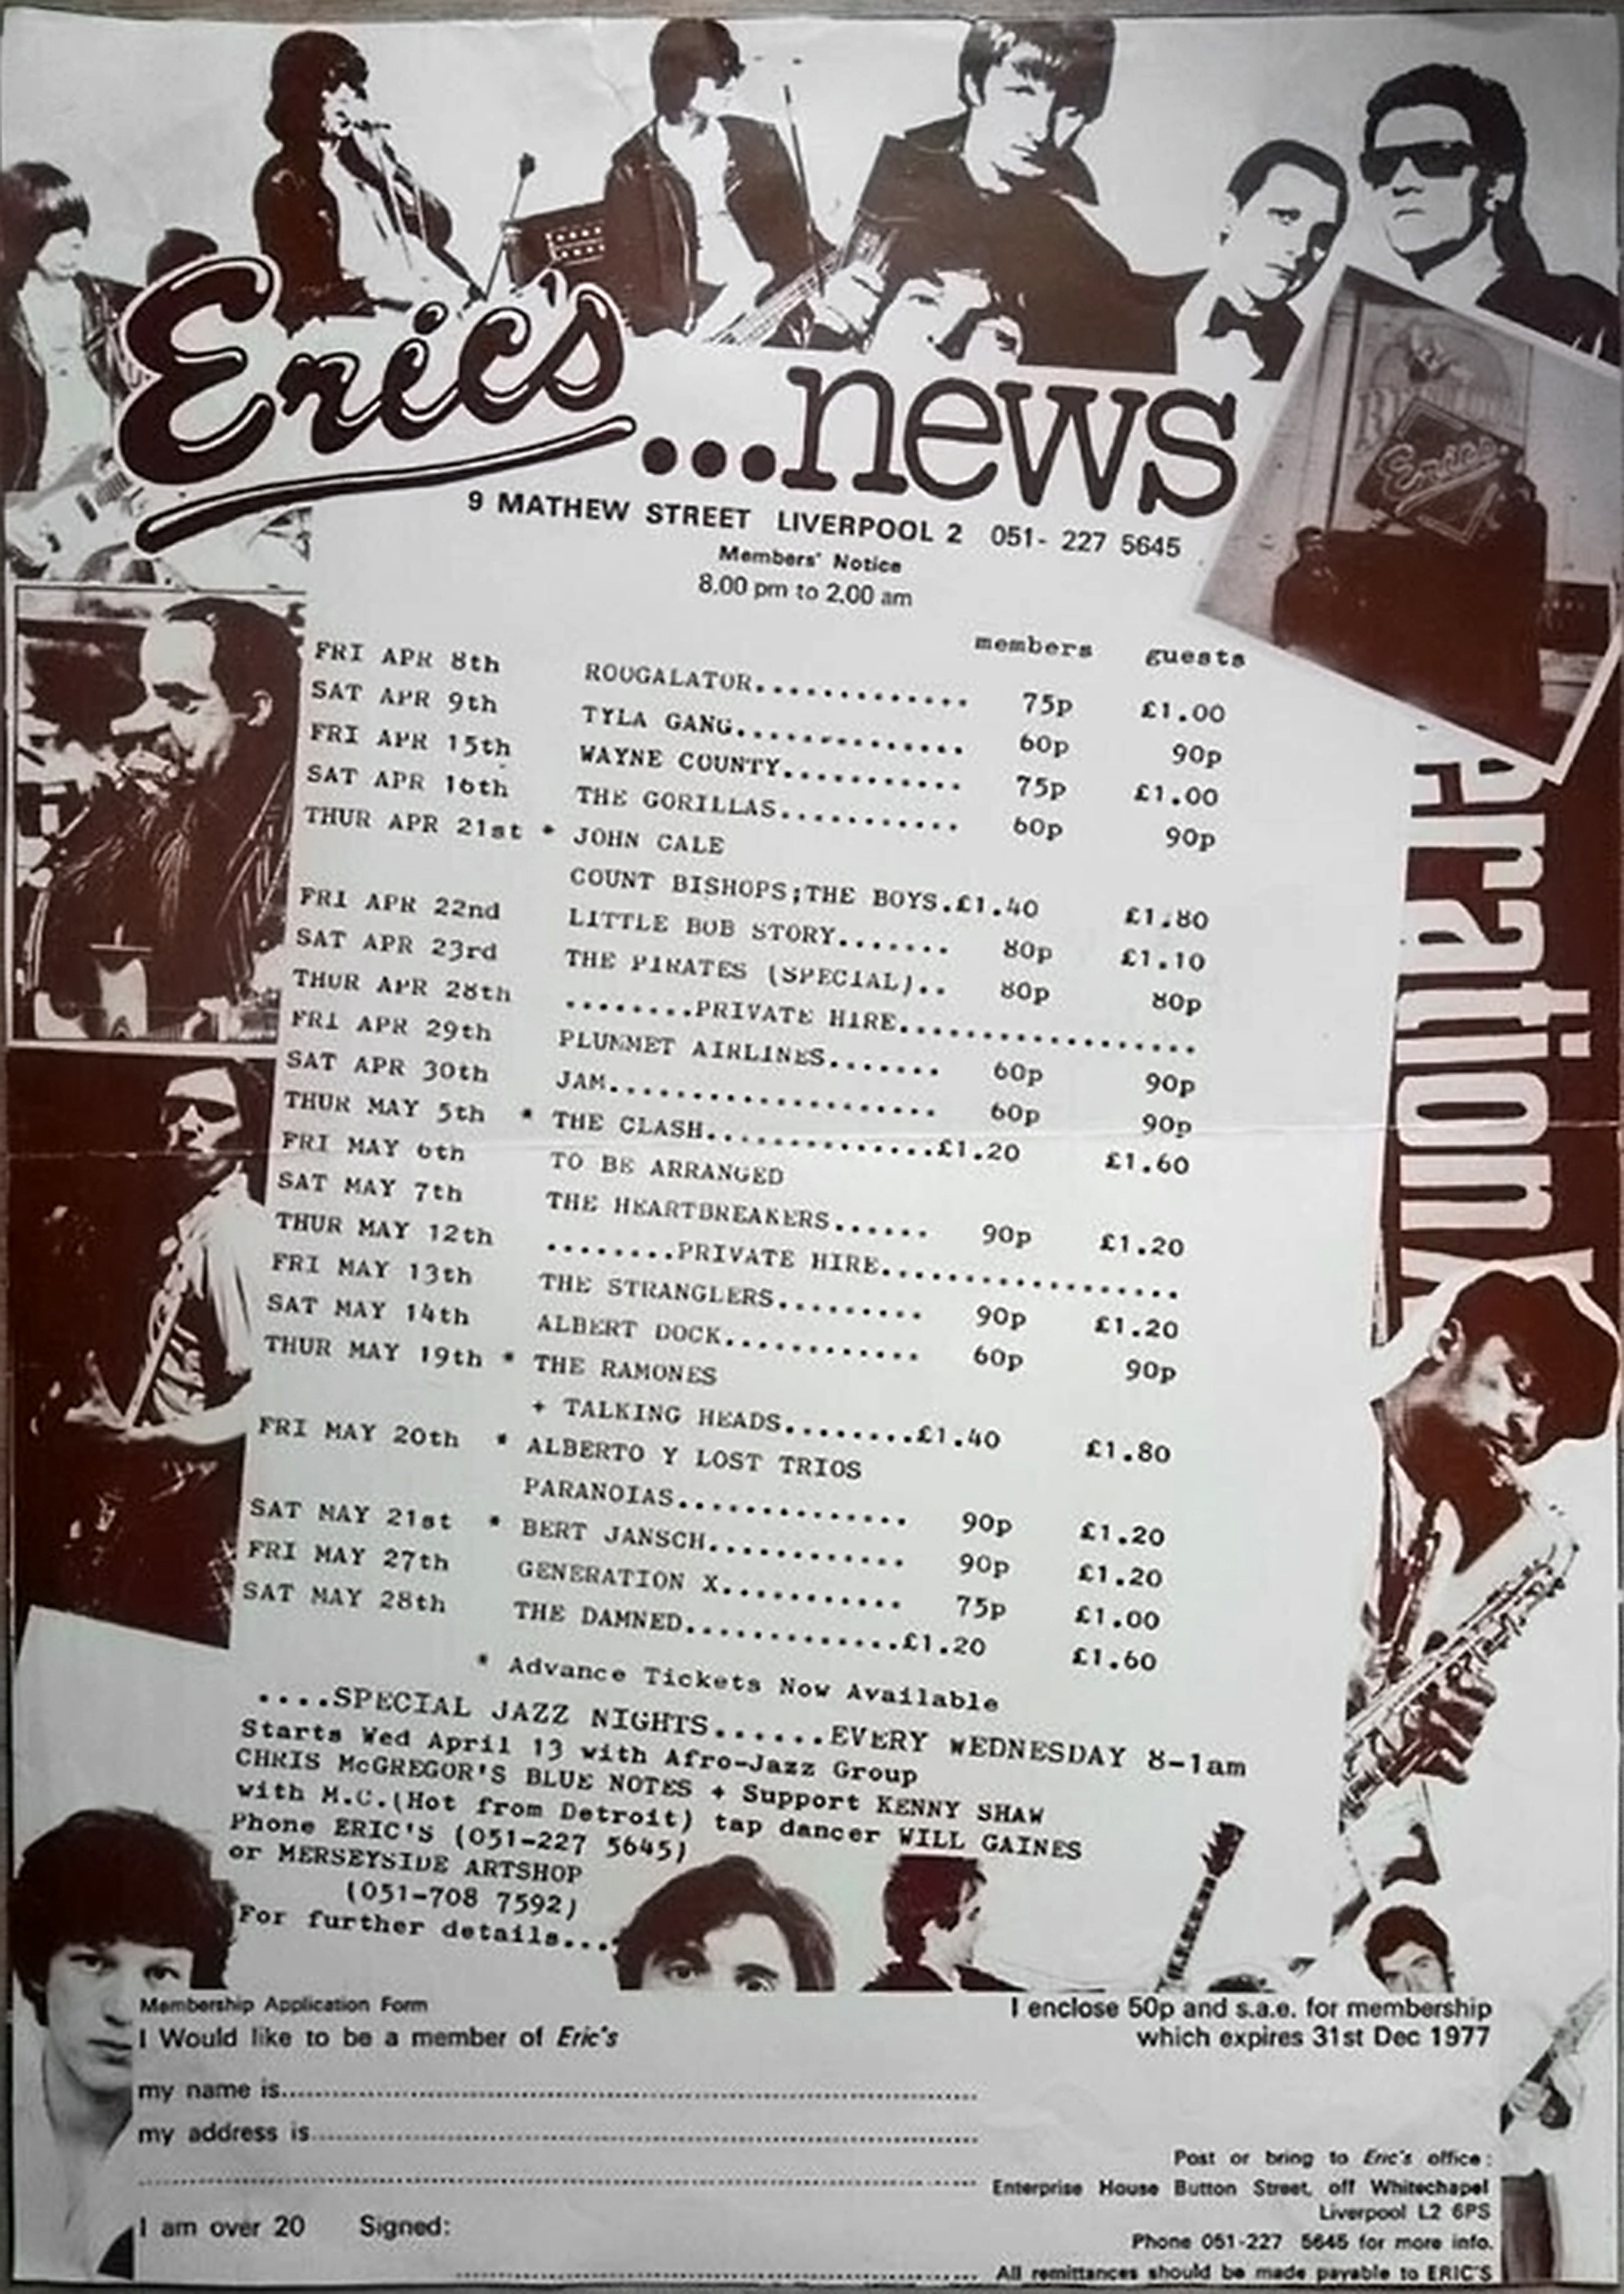 Eric's ...news
9 MATHEW STREET LIVERPOOL 2 051- 227 5645
Members' Notice
8.00 pm to 2.00 am
members guests
FRI APR 8th ROUGALATOR............. 75p £1.00
SAT APR 9th TYLA GANG.............. 60p 90p
FRI APR 15th WAYNE COUNTY........... 75p £1.00
SAT APR 16th THE GORILLAS........... 60p 90p
THUR APR 21st * JOHN CALE
COUNT BISHOPS;THE BOYS.£1.40 £1.80
FRI APR 22nd LITTLE BOB STORY....... 80p £1.10
SAT APR 23rd THE PIRATES (SPECIAL).. 80p 80p
THUR APR 28th ........PRIVATE HIRE..................
FRI APR 29th PLUMMET AIRLINES....... 60p 90p
SAT APR 30th JAM.................... 60p 90p
THUR MAY 5th * THE CLASH..............£1.20 £1.60
FRI MAY 6th TO BE ARRANGED
SAT MAY 7th THE HEARTBREAKERS...... 90p £1.20
THUR MAY 12th ........PRIVATE HIRE..................
FRI MAY 13th THE STRANGLERS......... 90p £1.20
SAT MAY 14th ALBERT DOCK............ 60p 90p
THUR MAY 19th * THE RAMONES
+ TALKING HEADS........£1.40 £1.80
FRI MAY 20th * ALBERTO Y LOST TRIOS
PARANOIAS.............. 90p £1.20
SAT MAY 21st * BERT JANSCH............ 90p £1.20
FRI MAY 27th GENERATION X........... 75p £1.00
SAT MAY 28th THE DAMNED.............£1.20 £1.60
* Advance Tickets Now Available
....SPECIAL JAZZ NIGHTS......EVERY WEDNESDAY 8-1am
Starts Wed April 13 with Afro-Jazz Group
CHRIS McGREGOR'S BLUE NOTES + Support KENNY SHAW
with M.C.(Hot from Detroit) tap dancer WILL GAINES
Phone ERIC'S (051-227 5645)
or MERSEYSIDE ARTSHOP
(051-708 7592)
For further details....
Eric's
eration X
Membership Application Form
I Would like to be a member of Eric's
I enclose 50p and s.a.e. for membership
which expires 31st Dec 1977
my name is..........
my address is..........
Post or bring to Eric's office:
Enterprise House Button Street, off Whitechapel
Liverpool L2 6PS
I am over 20 Signed:
Phone 051-227 5645 for more info.
All remittances should be made payable to ERIC'S